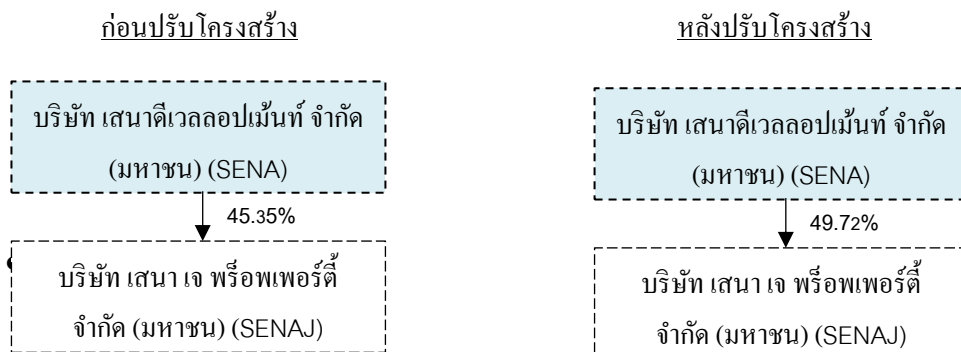 ก่อนปรับโครงสร้าง
บริษัท เสนาดีเวลลอปเม้นท์ จำกัด
(มหาชน) (SENA)
45.35%
บริษัท เสนา เจ พร็อพเพอร์ตี้
จำกัด (มหาชน) (SENAJ)
หลังปรับโครงสร้าง
บริษัท เสนาดีเวลลอปเม้นท์ จำกัด
(มหาชน) (SENA)
49.72%
บริษัท เสนา เจ พร็อพเพอร์ตี้
จำกัด (มหาชน) (SENAJ)